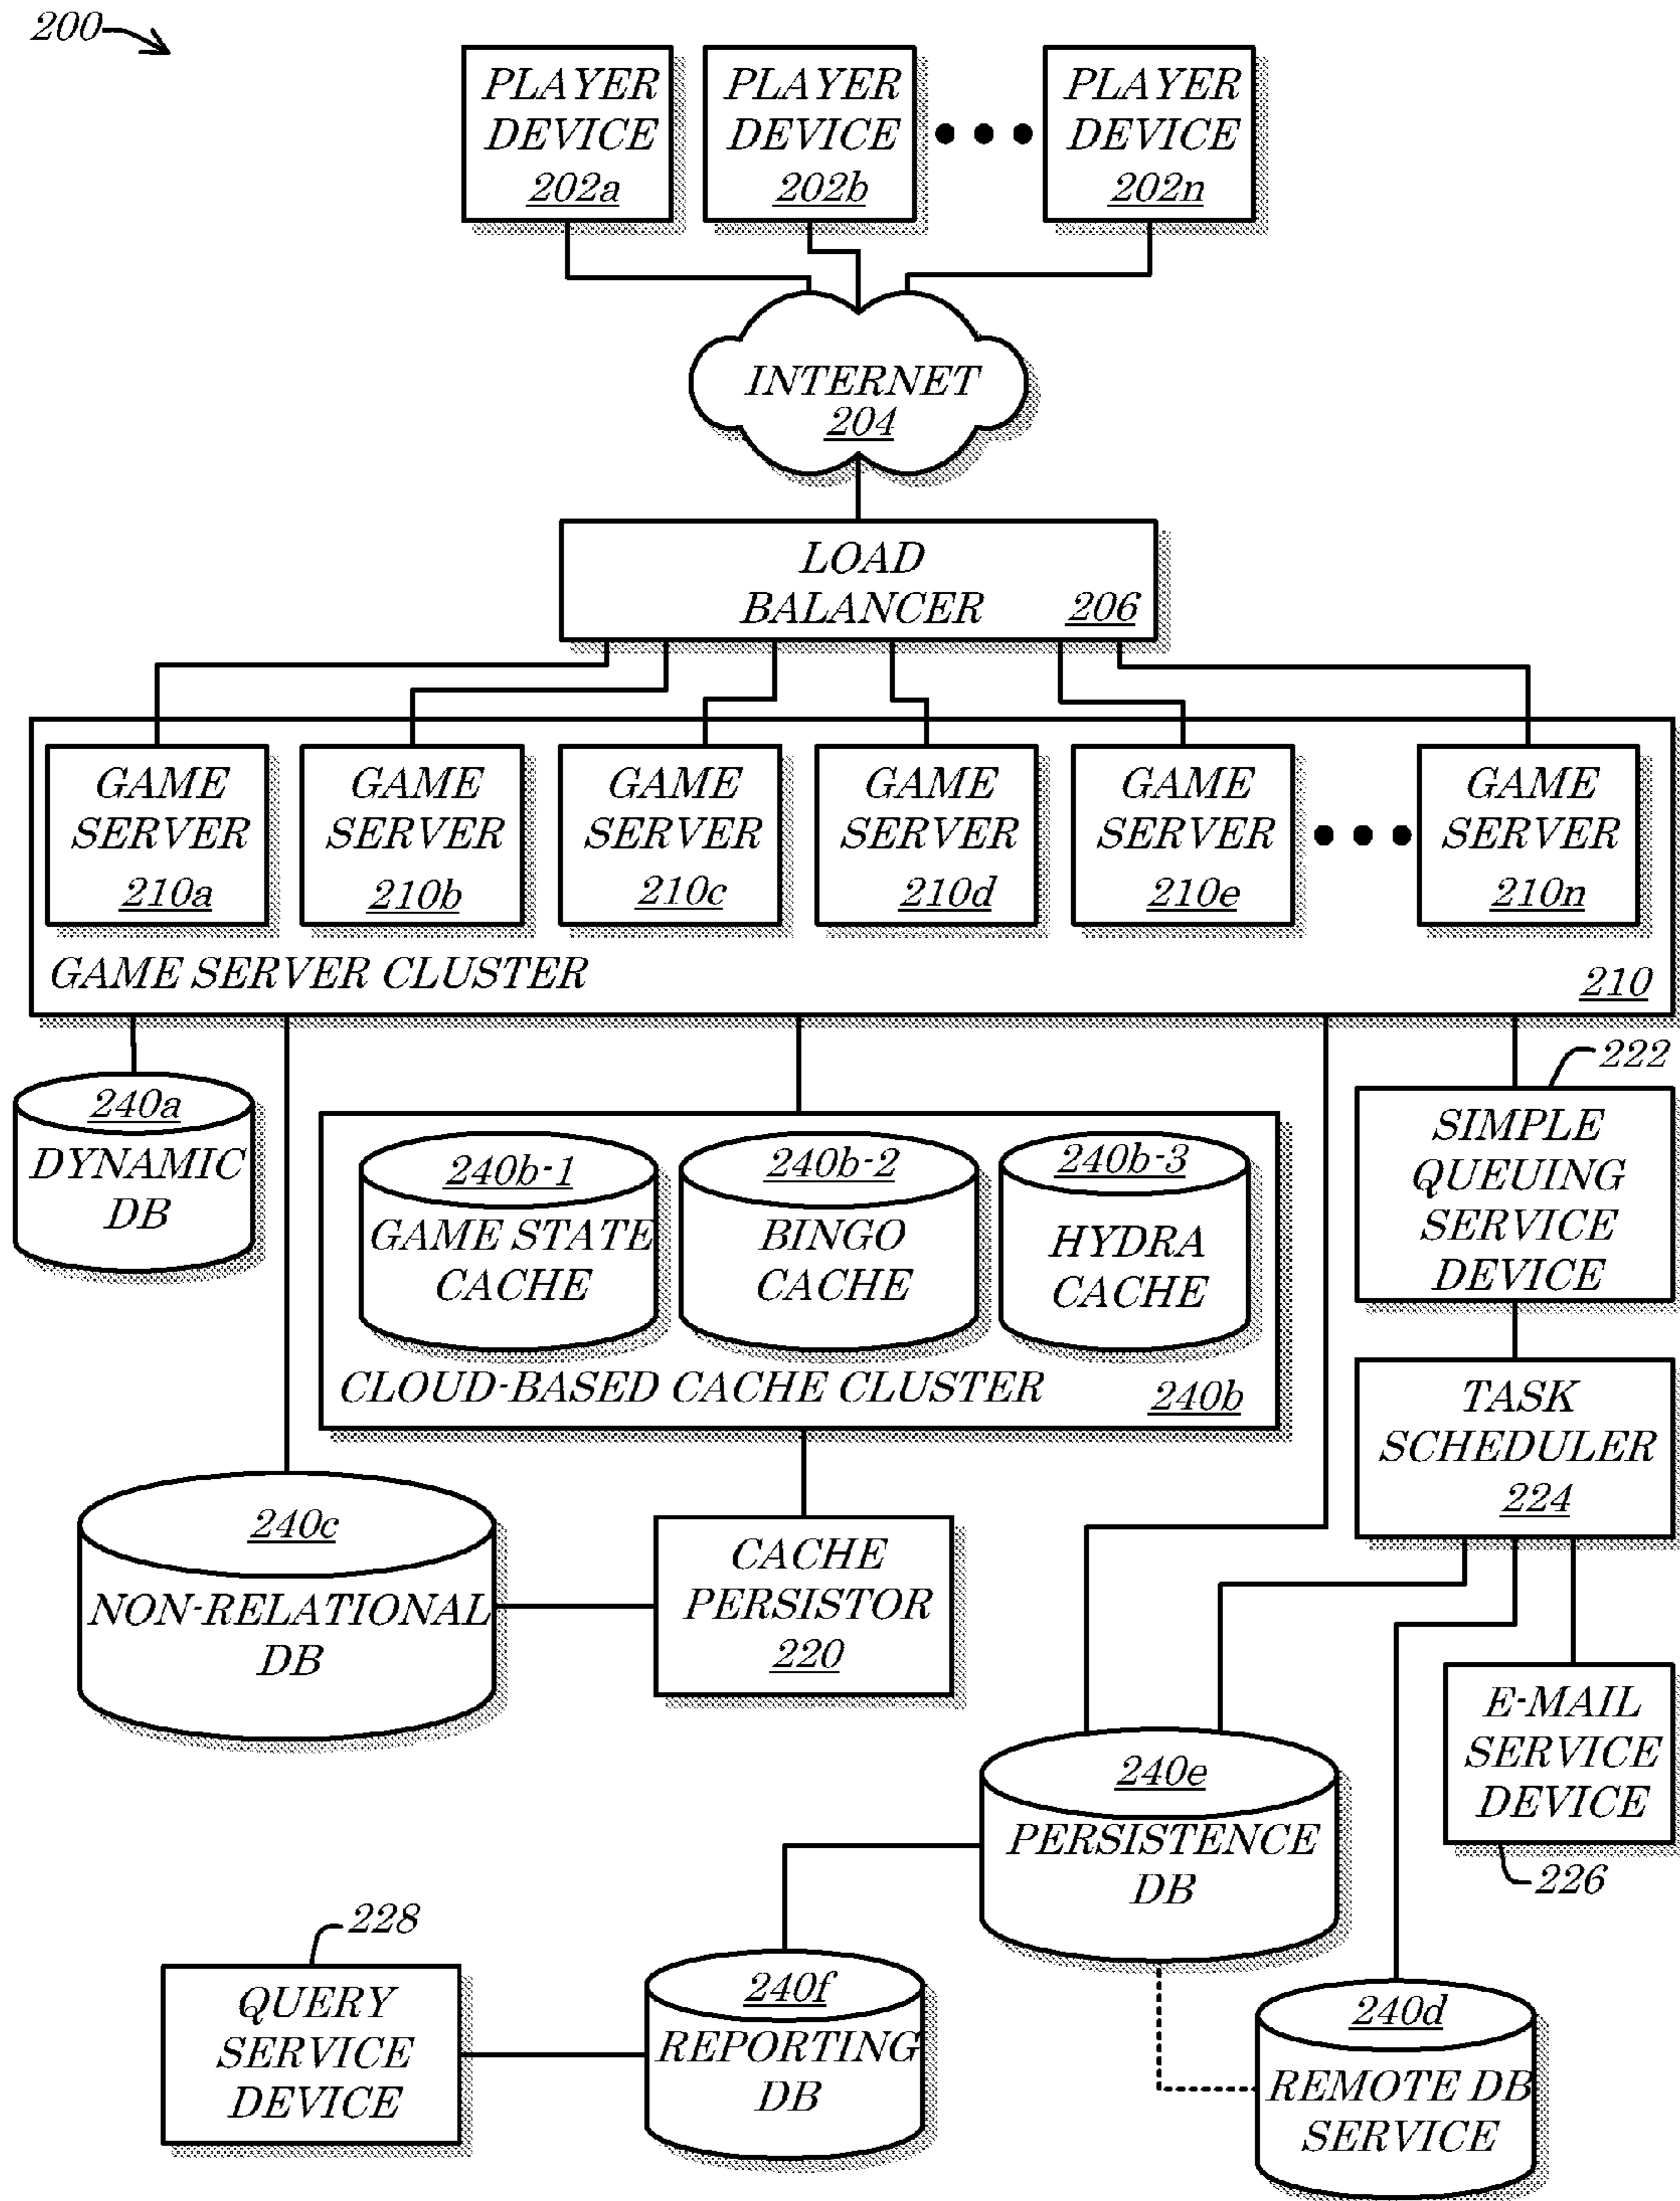 200
PLAYER
DEVICE
202a
PLAYER
DEVICE
202b
PLAYER
DEVICE
202n
INTERNET
204
LOAD
BALANCER
206
GAME
SERVER
210a
GAME
SERVER
210b
GAME
SERVER
210c
GAME
SERVER
210d
GAME
SERVER
210e
GAME
SERVER
210n
GAME SERVER CLUSTER
210
240a
DYNAMIC
DB
240b-1
GAME STATE
CACHE
240b-2
BINGO
CACHE
240b-3
HYDRA
CACHE
CLOUD-BASED CACHE CLUSTER
240b
222
SIMPLE
QUEUING
SERVICE
DEVICE
TASK
SCHEDULER
224
240c
NON-RELATIONAL
DB
CACHE
PERSISTOR
220
E-MAIL
SERVICE
DEVICE
226
240e
PERSISTENCE
DB
228
QUERY
SERVICE
DEVICE
240f
REPORTING
DB
240d
REMOTE DB
SERVICE